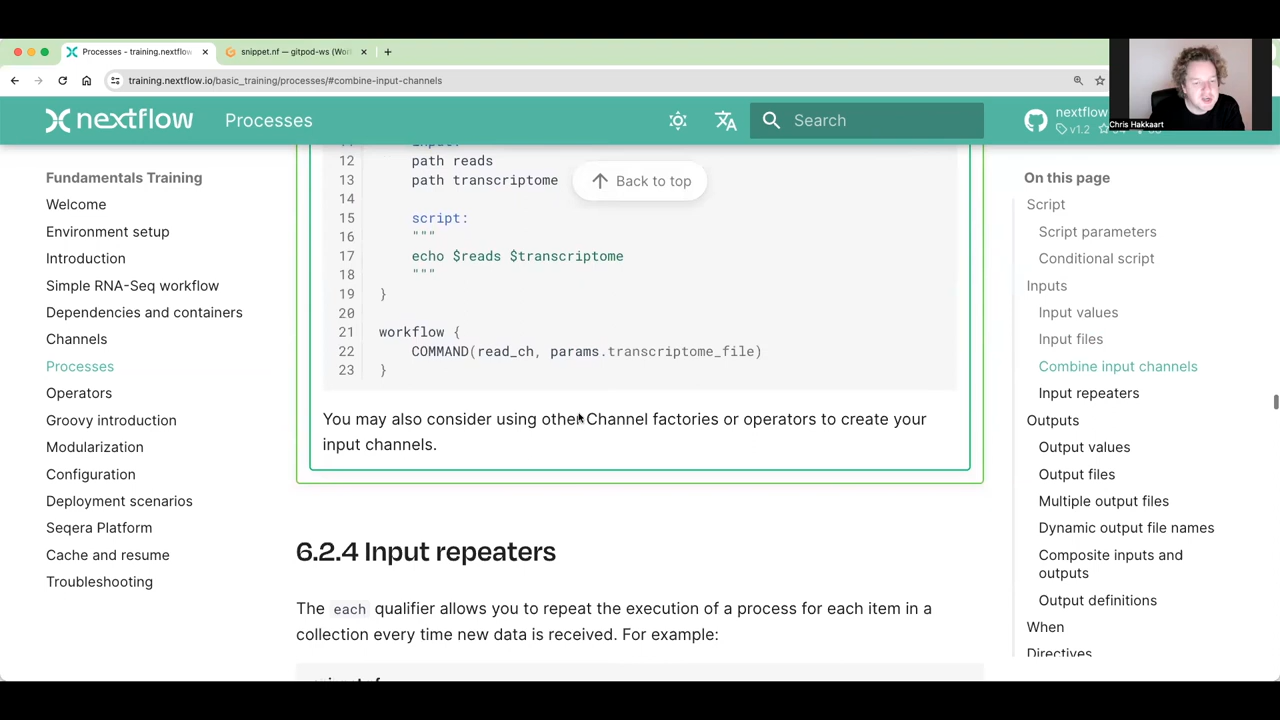 Processes - training.nextflow
snippet.nf — gitpod-ws (Wor
training.nextflow.io/basic_training/processes/#combine-input-channels
nextflow
Processes
Search
nextflow
v1.2
Chris Hakkaart
Fundamentals Training
Welcome
Environment setup
Introduction
Simple RNA-Seq workflow
Dependencies and containers
Channels
Processes
Operators
Groovy introduction
Modularization
Configuration
Deployment scenarios
Seqera Platform
Cache and resume
Troubleshooting
Back to top
12 path reads
13 path transcriptome
14
15 script:
16 """
17 echo $reads $transcriptome
18 """
19 }
20
21 workflow {
22 COMMAND(read_ch, params.transcriptome_file)
23 }
You may also consider using other Channel factories or operators to create your
input channels.
6.2.4 Input repeaters
The each qualifier allows you to repeat the execution of a process for each item in a
collection every time new data is received. For example:
On this page
Script
Script parameters
Conditional script
Inputs
Input values
Input files
Combine input channels
Input repeaters
Outputs
Output values
Output files
Multiple output files
Dynamic output file names
Composite inputs and
outputs
Output definitions
When
Directives